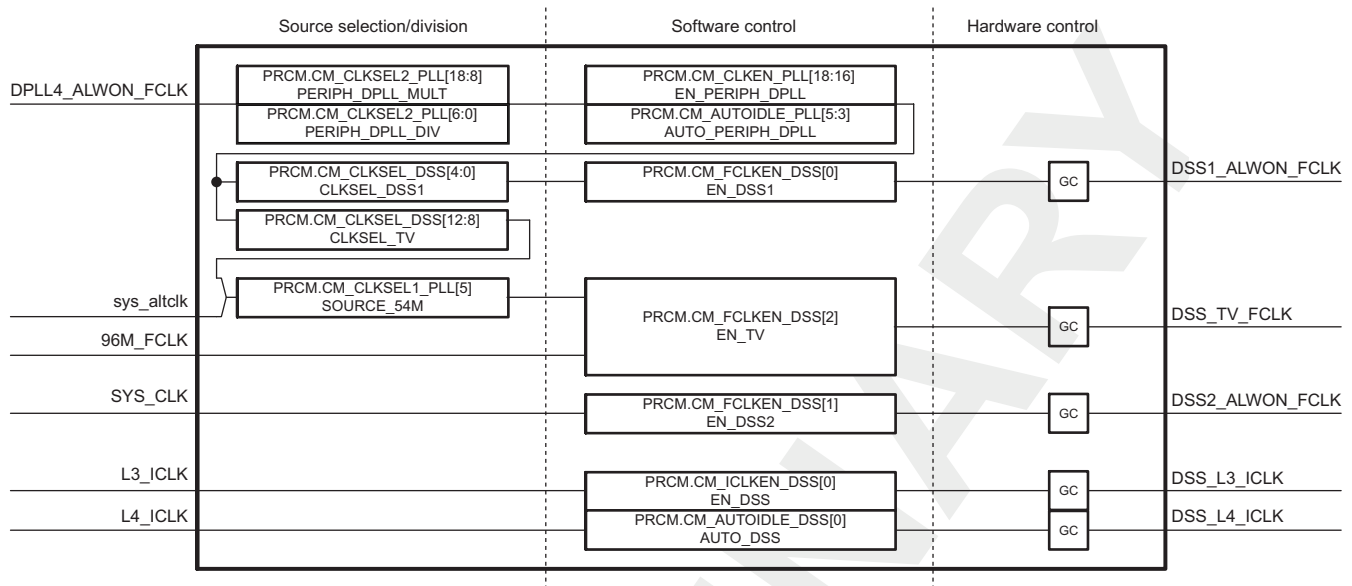 Source selection/division
Software control
Hardware control
DPLL4_ALWON_FCLK
PRCM.CM_CLKSEL2_PLL[18:8]
PERIPH_DPLL_MULT
PRCM.CM_CLKSEL2_PLL[6:0]
PERIPH_DPLL_DIV
PRCM.CM_CLKEN_PLL[18:16]
EN_PERIPH_DPLL
PRCM.CM_AUTOIDLE_PLL[5:3]
AUTO_PERIPH_DPLL
PRCM.CM_CLKSEL_DSS[4:0]
CLKSEL_DSS1
PRCM.CM_FCLKEN_DSS[0]
EN_DSS1
GC
DSS1_ALWON_FCLK
PRCM.CM_CLKSEL_DSS[12:8]
CLKSEL_TV
sys_altclk
PRCM.CM_CLKSEL1_PLL[5]
SOURCE_54M
96M_FCLK
PRCM.CM_FCLKEN_DSS[2]
EN_TV
GC
DSS_TV_FCLK
SYS_CLK
PRCM.CM_FCLKEN_DSS[1]
EN_DSS2
GC
DSS2_ALWON_FCLK
L3_ICLK
PRCM.CM_ICLKEN_DSS[0]
EN_DSS
GC
DSS_L3_ICLK
L4_ICLK
PRCM.CM_AUTOIDLE_DSS[0]
AUTO_DSS
GC
DSS_L4_ICLK
NARY